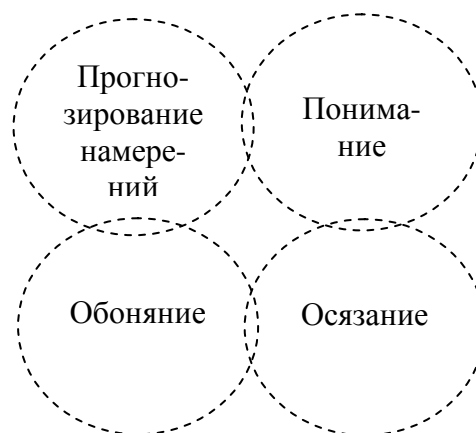 Прогно-
зирование
намере-
ний
Понима-
ние
Обоняние
Осязание